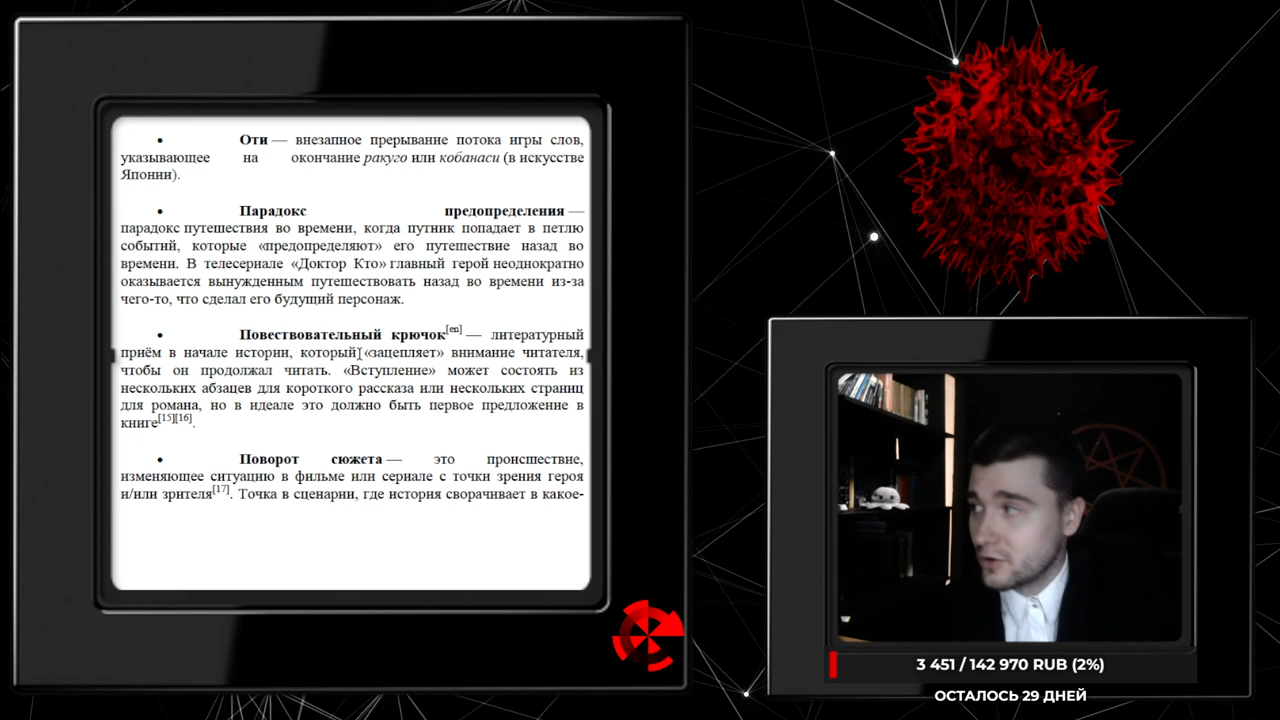 • Оти — внезапное прерывание потока игры слов,
указывающее на окончание ракуго или кобанаси (в искусстве
Японии).
• Парадокс предопределения —
парадокс путешествия во времени, когда путник попадает в петлю
событий, которые «предопределяют» его путешествие назад во
времени. В телесериале «Доктор Кто» главный герой неоднократно
оказывается вынужденным путешествовать назад во времени из-за
чего-то, что сделал его будущий персонаж.
• Повествовательный крючок[en] — литературный
приём в начале истории, который «зацепляет» внимание читателя,
чтобы он продолжал читать. «Вступление» может состоять из
нескольких абзацев для короткого рассказа или нескольких страниц
для романа, но в идеале это должно быть первое предложение в
книге[15][16].
• Поворот сюжета — это происшествие,
изменяющее ситуацию в фильме или сериале с точки зрения героя
и/или зрителя[17]. Точка в сценарии, где история сворачивает в какое-
3 451 / 142 970 RUB (2%)
ОСТАЛОСЬ 29 ДНЕЙ